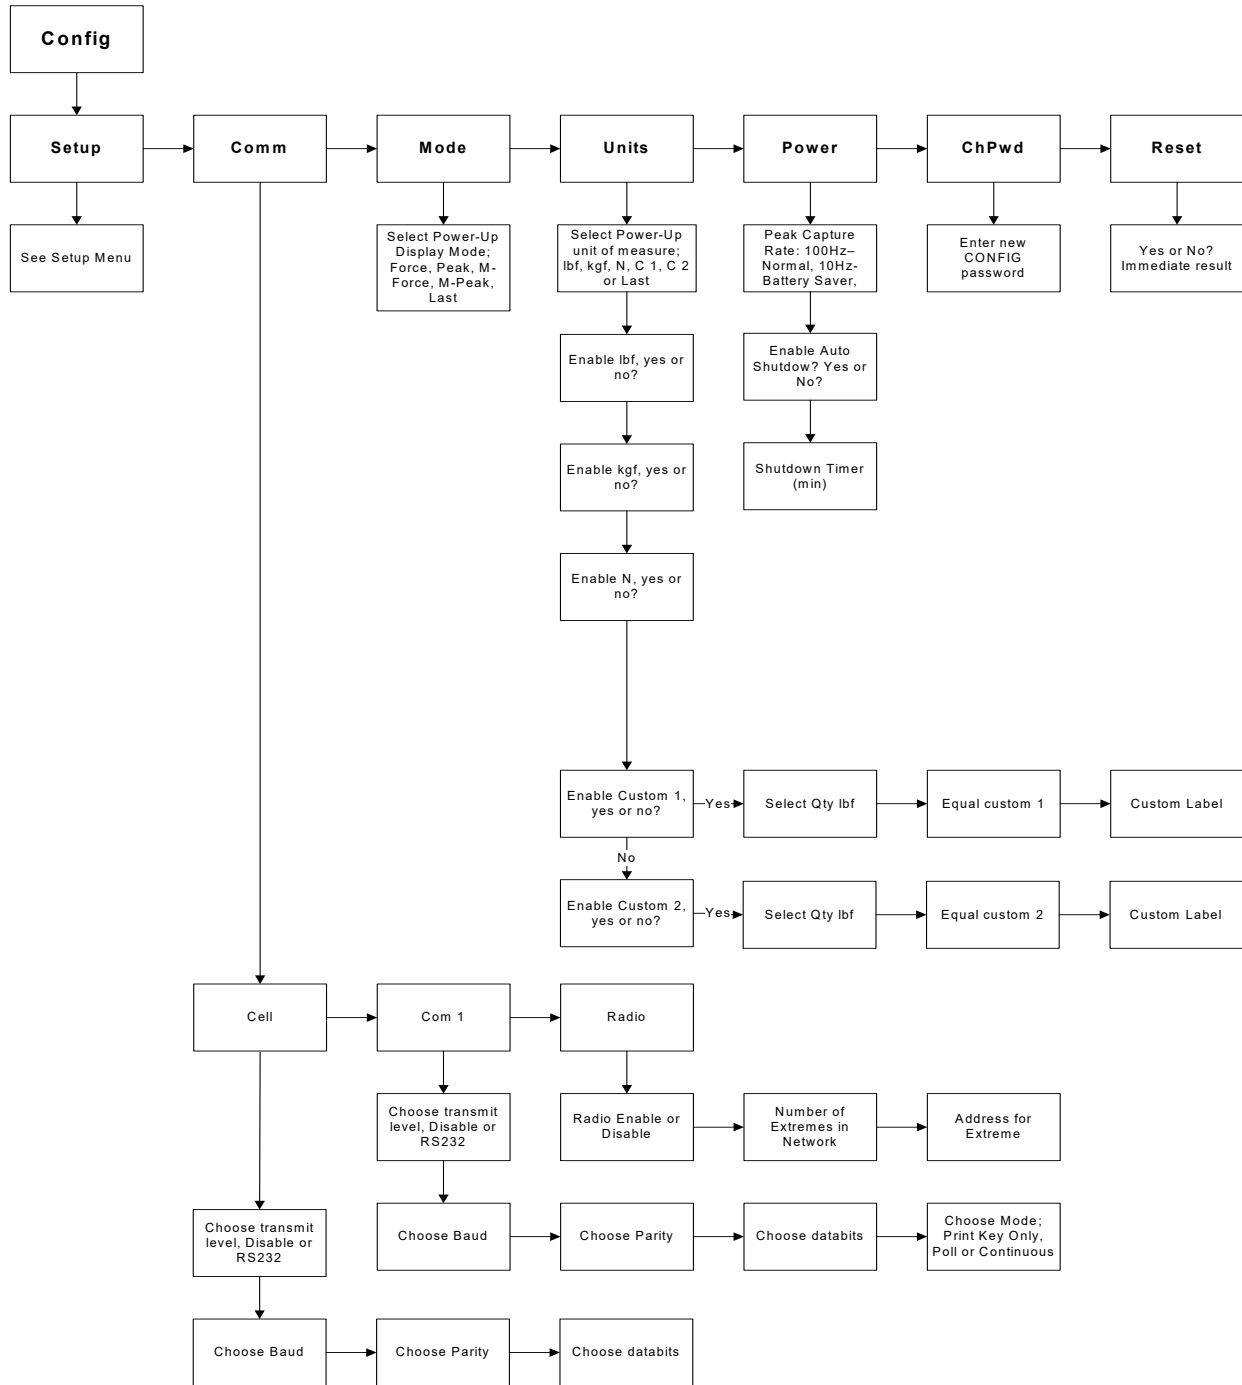 Config
Setup
Comm
Mode
Units
Power
ChPwd
Reset
See Setup Menu
Select Power-Up
Display Mode;
Force, Peak, M-
Force, M-Peak,
Last
Select Power-Up
unit of measure;
lbf, kgf, N, C 1, C 2
or Last
Peak Capture
Rate: 100Hz–
Normal, 10Hz-
Battery Saver,
Enter new
CONFIG
password
Yes or No?
Immediate result
Enable lbf, yes or
no?
Enable Auto
Shutdow? Yes or
No?
Enable kgf, yes or
no?
Shutdown Timer
(min)
Enable N, yes or
no?
Enable Custom 1,
yes or no?
Yes
Select Qty lbf
Equal custom 1
Custom Label
No
Enable Custom 2,
yes or no?
Yes
Select Qty lbf
Equal custom 2
Custom Label
Cell
Com 1
Radio
Choose transmit
level, Disable or
RS232
Radio Enable or
Disable
Number of
Extremes in
Network
Address for
Extreme
Choose transmit
level, Disable or
RS232
Choose Baud
Choose Parity
Choose databits
Choose Mode;
Print Key Only,
Poll or Continuous
Choose Baud
Choose Parity
Choose databits